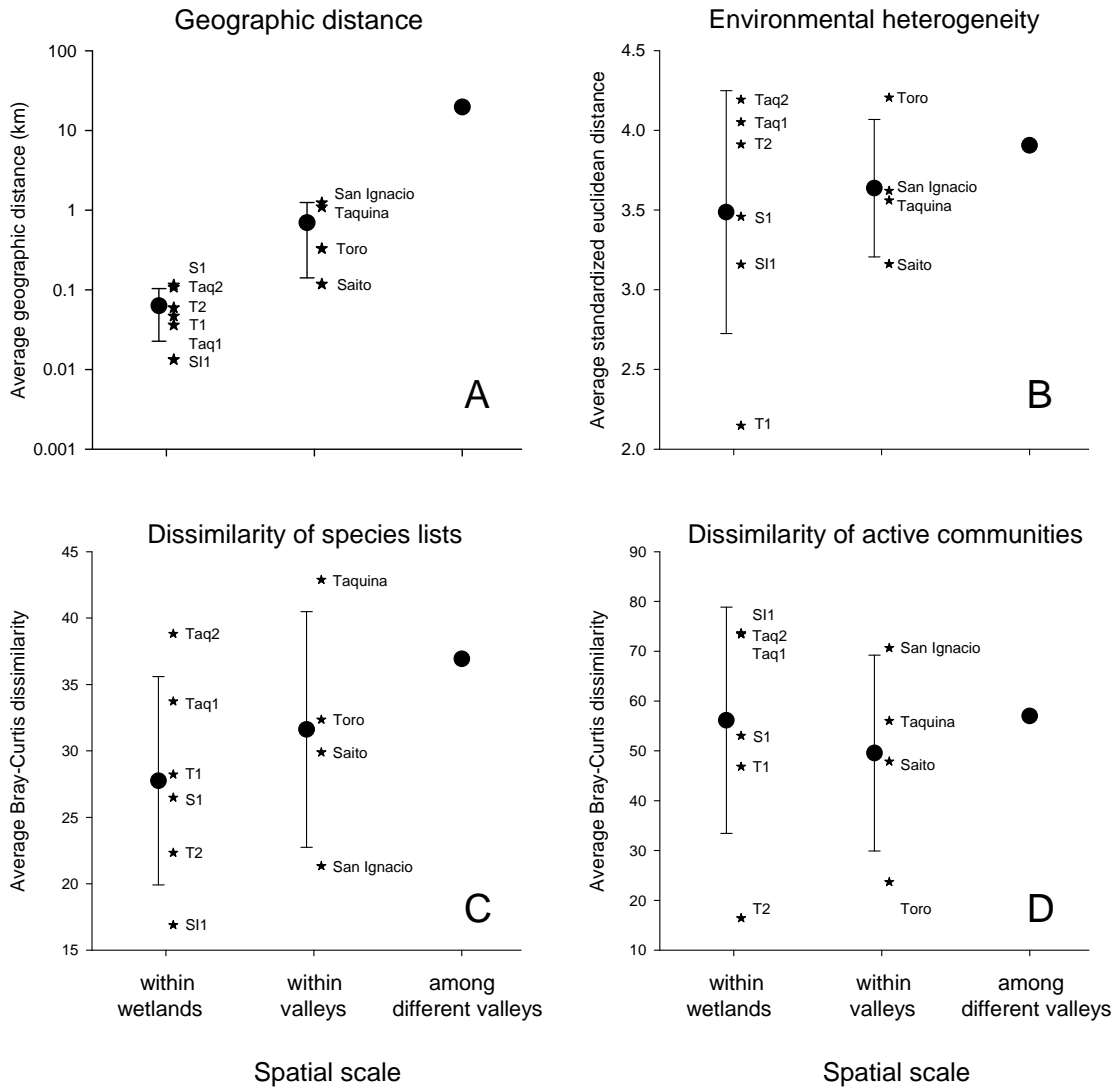 Geographic distance
Average geographic distance (km)
100
10
1
0.1
0.01
0.001
S1
Taq2
T2
T1
Taq1
SI1
San Ignacio
Taquina
Toro
Saito
A
Environmental heterogeneity
Average standardized euclidean distance
4.5
4.0
3.5
3.0
2.5
2.0
Taq2
Taq1
T2
S1
SI1
T1
Toro
San Ignacio
Taquina
Saito
B
Dissimilarity of species lists
Average Bray-Curtis dissimilarity
45
40
35
30
25
20
15
Taq2
Taq1
T1
S1
T2
SI1
Taquina
Toro
Saito
San Ignacio
C
within
wetlands
within
valleys
among
different valleys
Spatial scale
Dissimilarity of active communities
Average Bray-Curtis dissimilarity
90
80
70
60
50
40
30
20
10
SI1
Taq2
Taq1
S1
T1
T2
San Ignacio
Taquina
Saito
Toro
D
within
wetlands
within
valleys
among
different valleys
Spatial scale